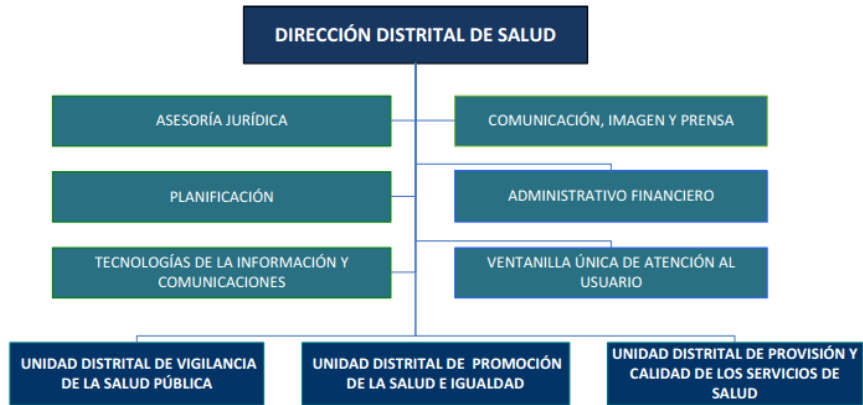 DIRECCIÓN DISTRITAL DE SALUD
ASESORÍA JURÍDICA
COMUNICACIÓN, IMAGEN Y PRENSA
PLANIFICACIÓN
ADMINISTRATIVO FINANCIERO
TECNOLOGÍAS DE LA INFORMACIÓN Y
COMUNICACIONES
VENTANILLA ÚNICA DE ATENCIÓN AL
USUARIO
UNIDAD DISTRITAL DE VIGILANCIA
DE LA SALUD PÚBLICA
UNIDAD DISTRITAL DE PROMOCIÓN
DE LA SALUD E IGUALDAD
UNIDAD DISTRITAL DE PROVISIÓN Y
CALIDAD DE LOS SERVICIOS DE
SALUD